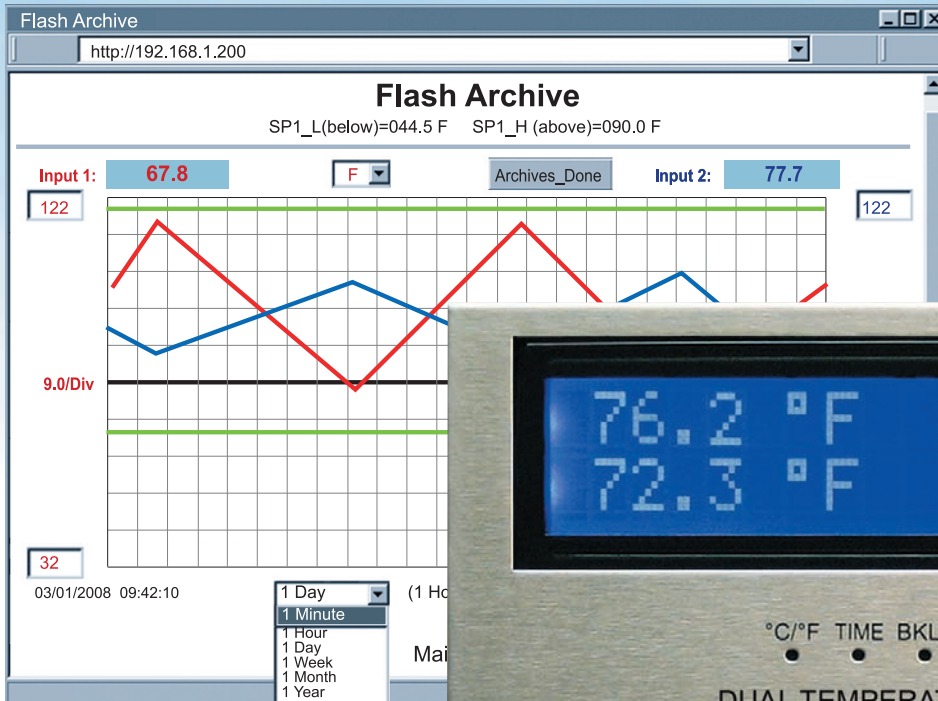 Flash Archive
http://192.168.1.200
Flash Archive
SP1_L(below)=044.5 F SP1_H (above)=090.0 F
Input 1: 67.8 F Archives_Done Input 2: 77.7
122 122
9.0/Div
32
03/01/2008 09:42:10 1 Day (1 Ho
1 Minute
1 Hour
1 Day
1 Week
1 Month
1 Year
Mai
76.2 °F
72.3 °F
°C/°F TIME BKL
DUAL TEMPERA